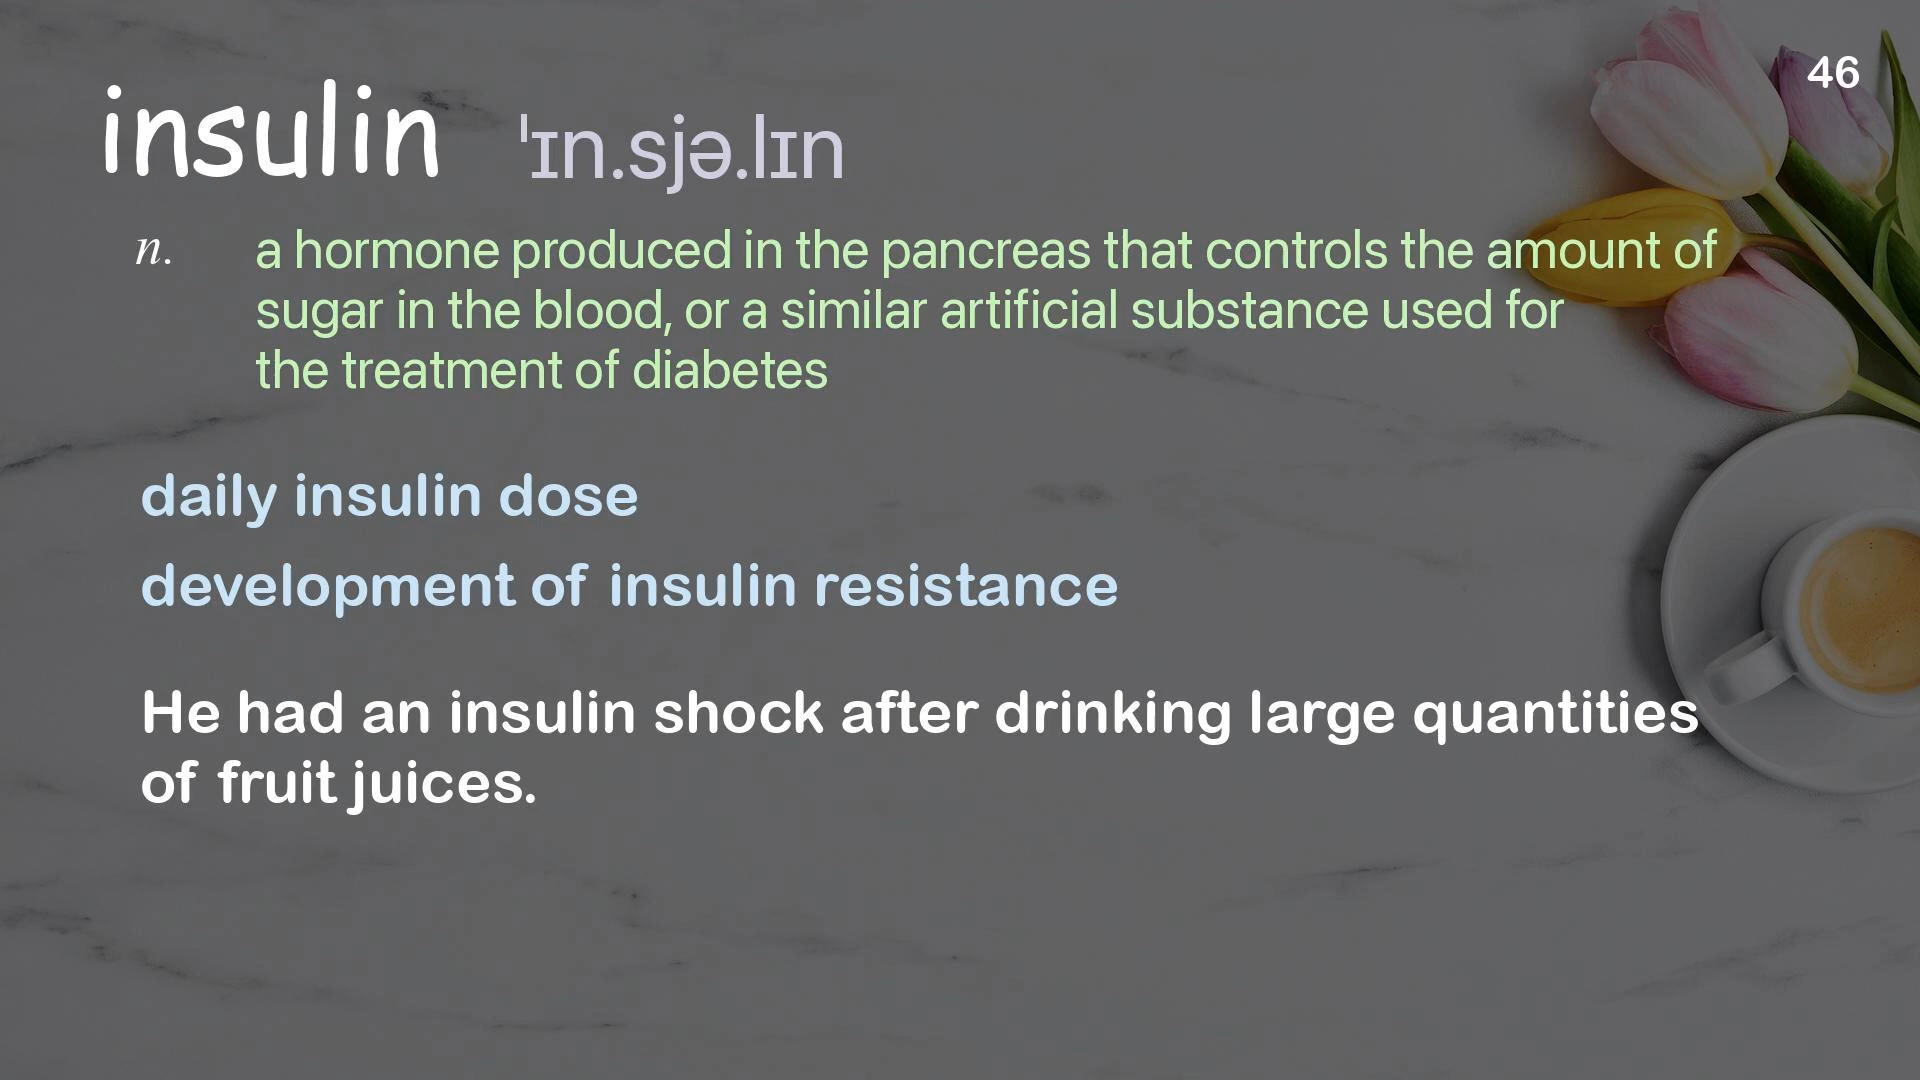 46
insulin ˈɪn.sjə.lɪn
n. a hormone produced in the pancreas that controls the amount of
sugar in the blood, or a similar artificial substance used for
the treatment of diabetes
daily insulin dose
development of insulin resistance
He had an insulin shock after drinking large quantities
of fruit juices.